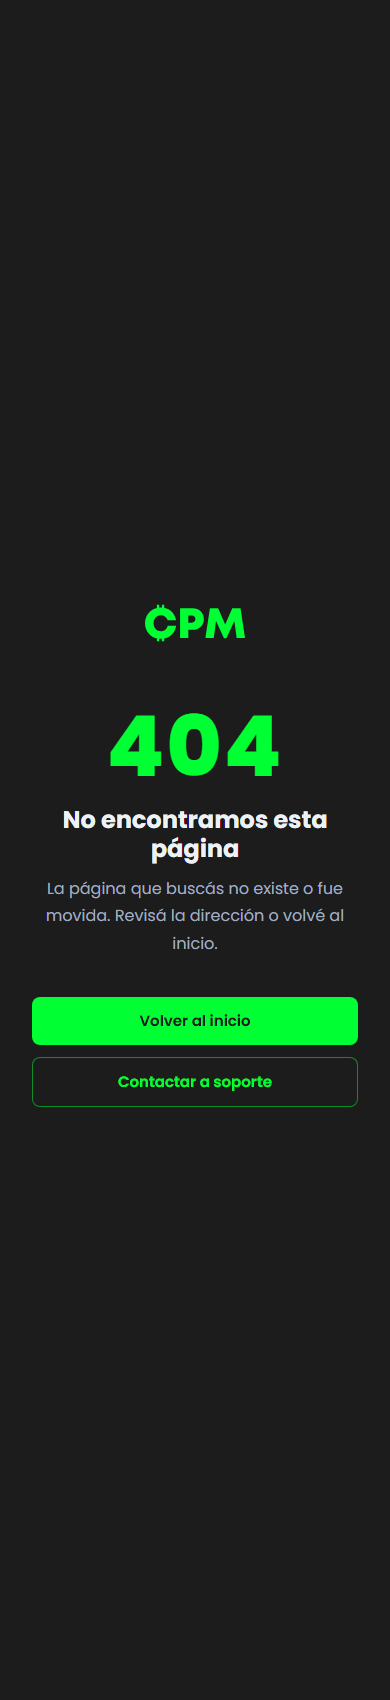 ₵PM
404
No encontramos esta
página
La página que buscás no existe o fue
movida. Revisá la dirección o volvé al
inicio.
Volver al inicio
Contactar a soporte